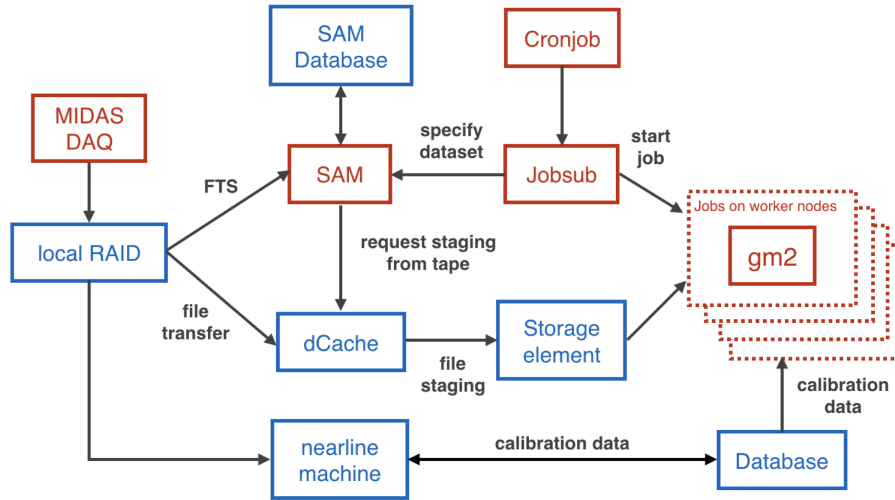 SAM
Database
Cronjob
MIDAS
DAQ
specify
dataset
start
job
FTS
SAM
Jobsub
Jobs on worker nodes
local RAID
request staging
from tape
gm2
file
transfer
dCache
Storage
element
file
staging
calibration
data
nearline
machine
calibration data
Database